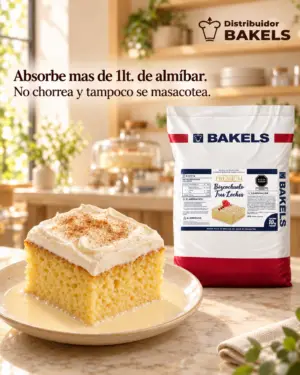 Distribuidor
BAKELS
Absorbe mas de 1lt. de almíbar.
No chorrea y tampoco se masacotea.
BAKELS
Bizcochuelo
Tres Leches
BAKELS